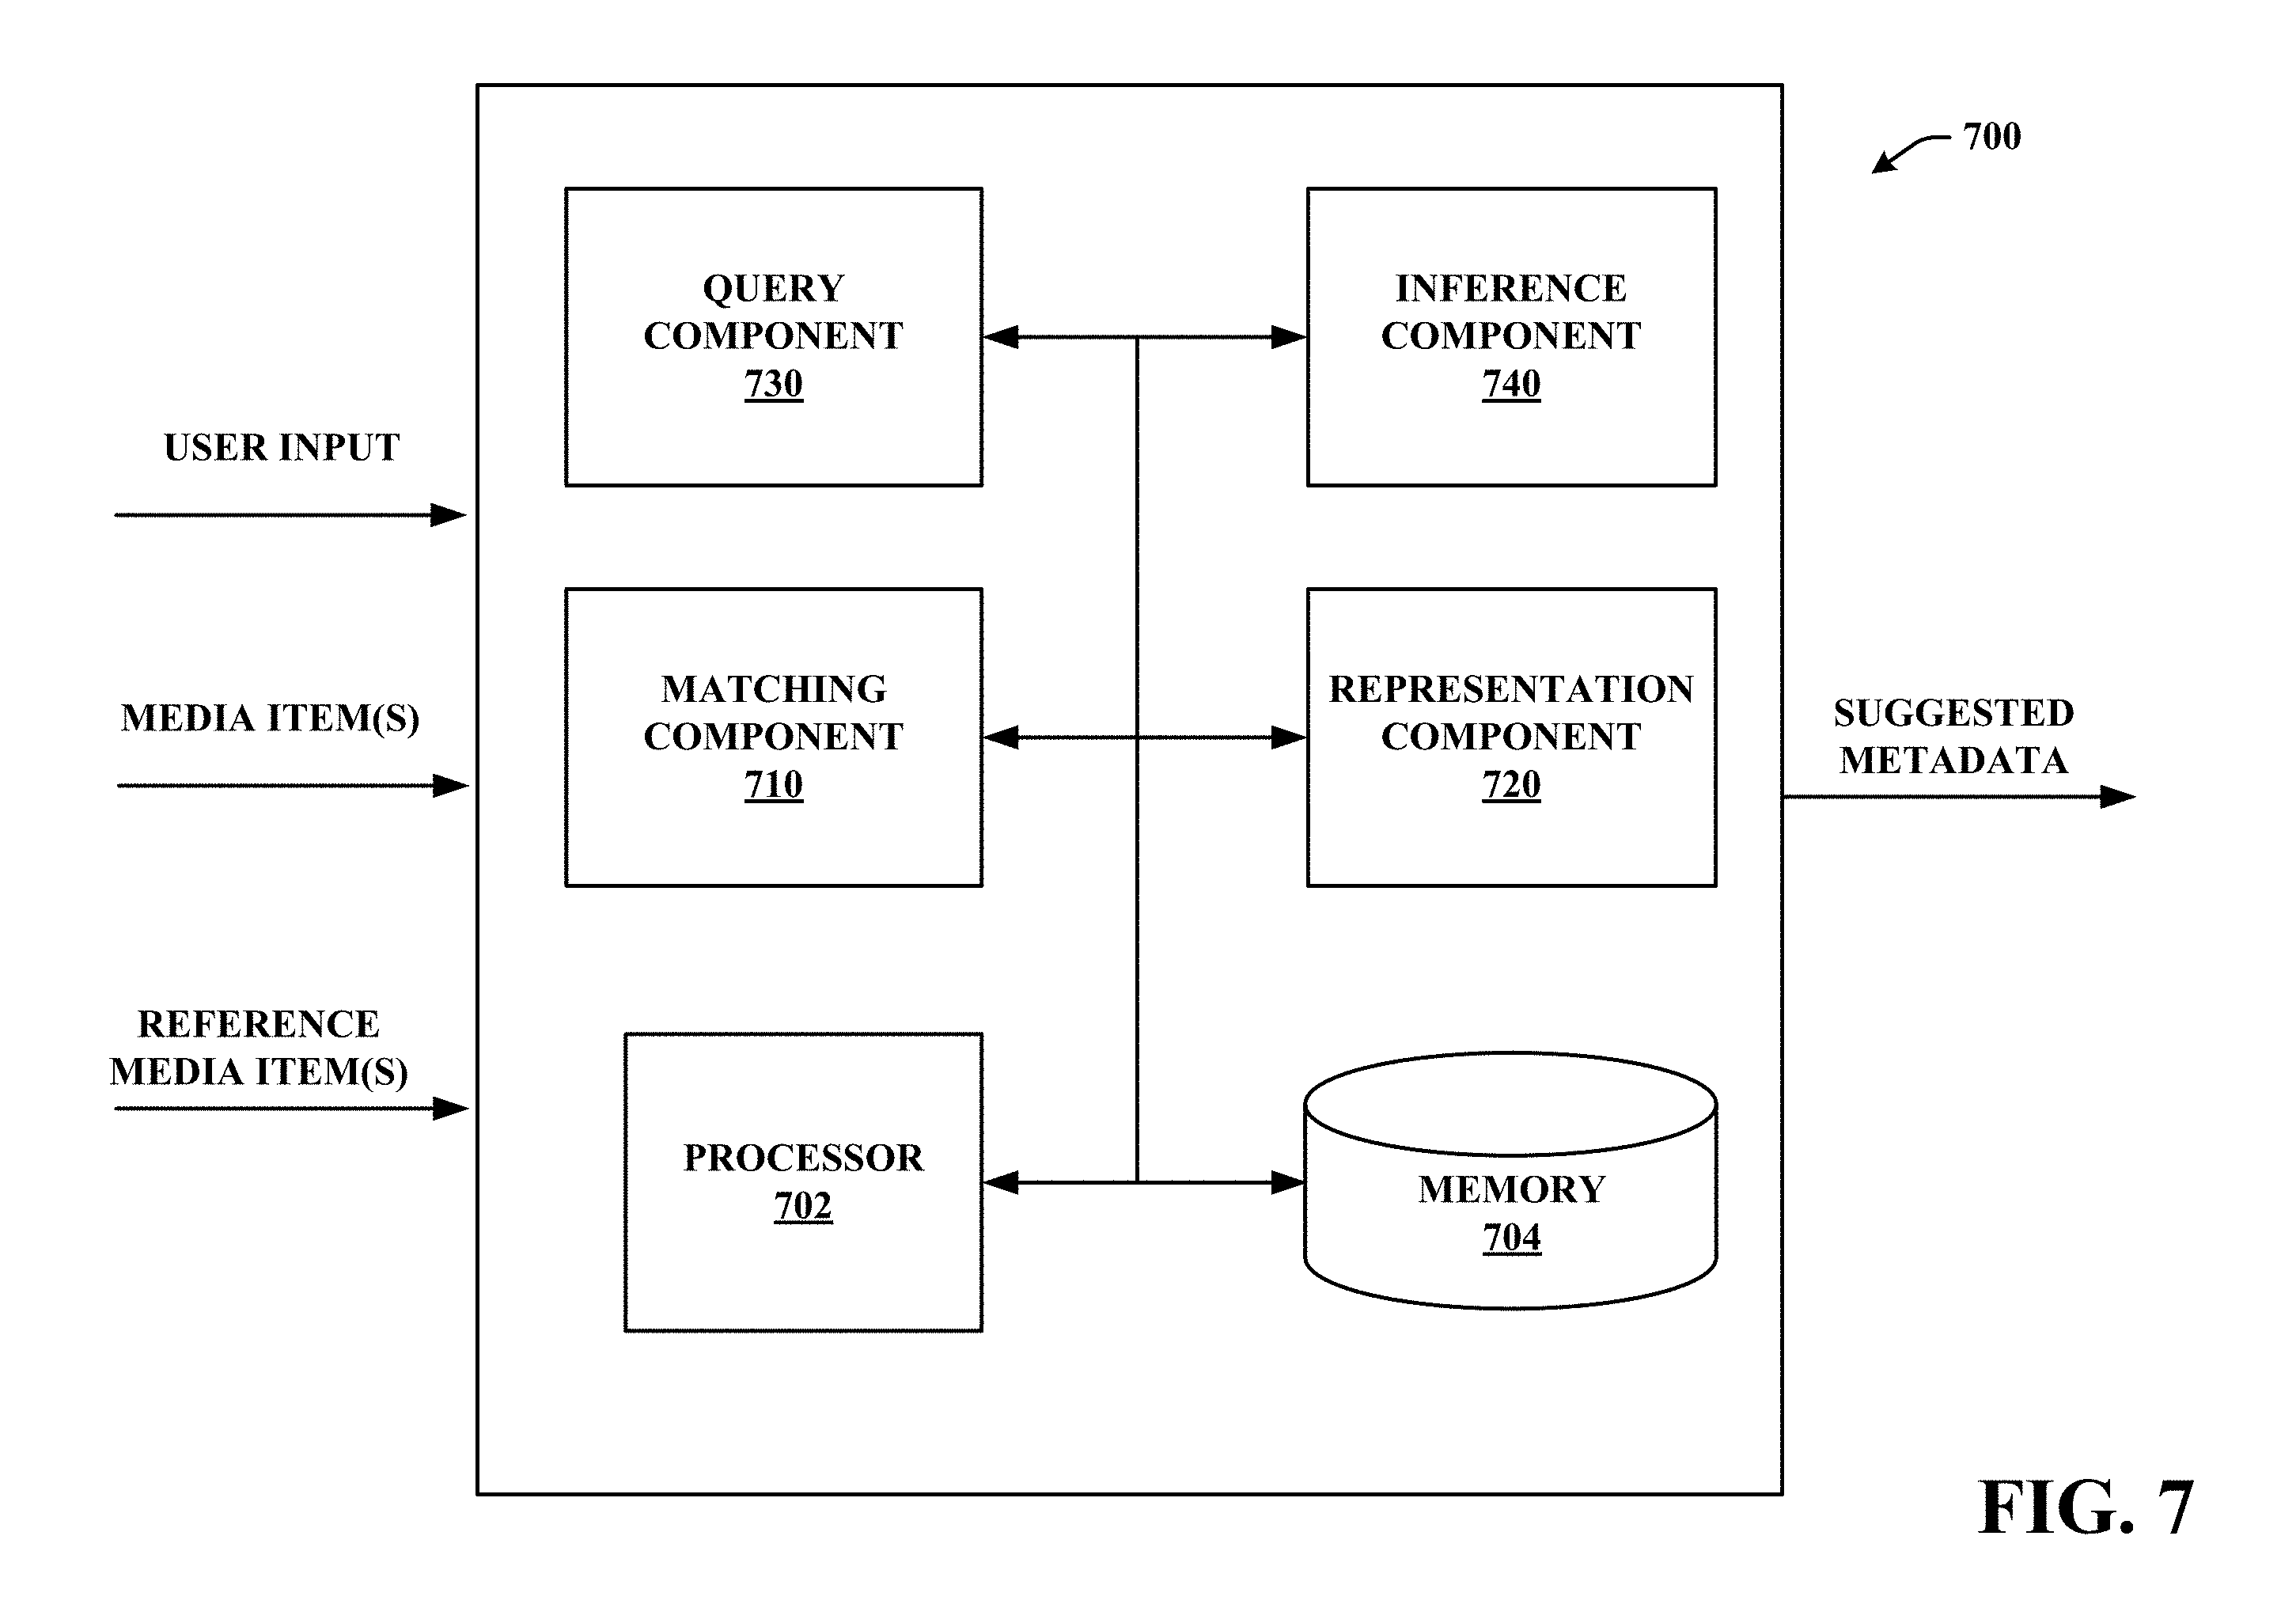 700
QUERY
COMPONENT
730
INFERENCE
COMPONENT
740
USER INPUT
MATCHING
COMPONENT
710
REPRESENTATION
COMPONENT
720
MEDIA ITEM(S)
SUGGESTED
METADATA
REFERENCE
MEDIA ITEM(S)
PROCESSOR
702
MEMORY
704
FIG. 7